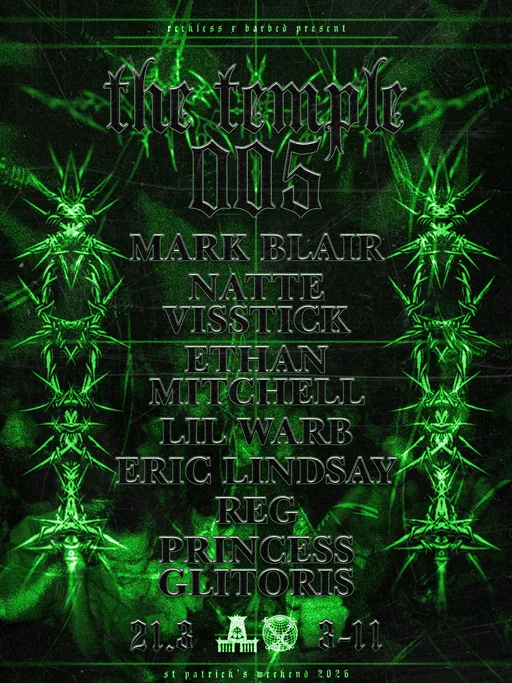 reckless x barbed present
the temple
005
MARK BLAIR
NATTE
VISSTICK
ETHAN
MITCHELL
LIL WARB
ERIC LINDSAY
REG
PRINCESS
GLITORIS
21.3 3-11
st patrick's weekend 2026